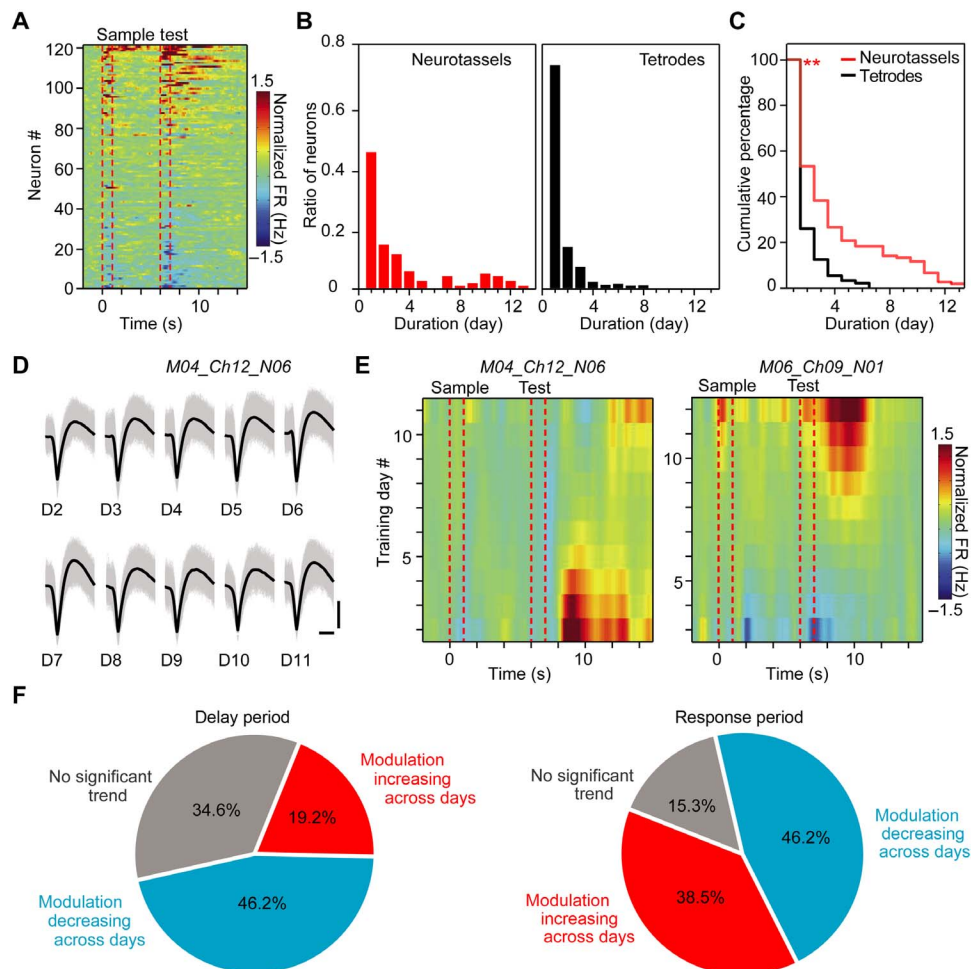 A
Sample test
120
100
80
60
40
20
0
Neuron #
0
10
Time (s)
1.5
Normalized FR (Hz)
–1.5
B
Neurotassels
Tetrodes
0.8
0.6
0.4
0.2
0
Ratio of neurons
0
4
8
12
Duration (day)
0
4
8
12
Duration (day)
C
Neurotassels
Tetrodes
**
100
80
60
40
20
0
Cumulative percentage
0
4
8
12
Duration (day)
D
M04_Ch12_N06
D2
D3
D4
D5
D6
D7
D8
D9
D10
D11
E
M04_Ch12_N06
Sample
Test
10
5
Training day #
0
10
Time (s)
M06_Ch09_N01
Sample
Test
10
5
0
10
Time (s)
1.5
Normalized FR (Hz)
–1.5
F
Delay period
No significant
trend
34.6%
Modulation
increasing
across days
19.2%
Modulation
decreasing
across days
46.2%
Response period
No significant
trend
15.3%
Modulation
decreasing
across days
46.2%
Modulation
increasing
across days
38.5%